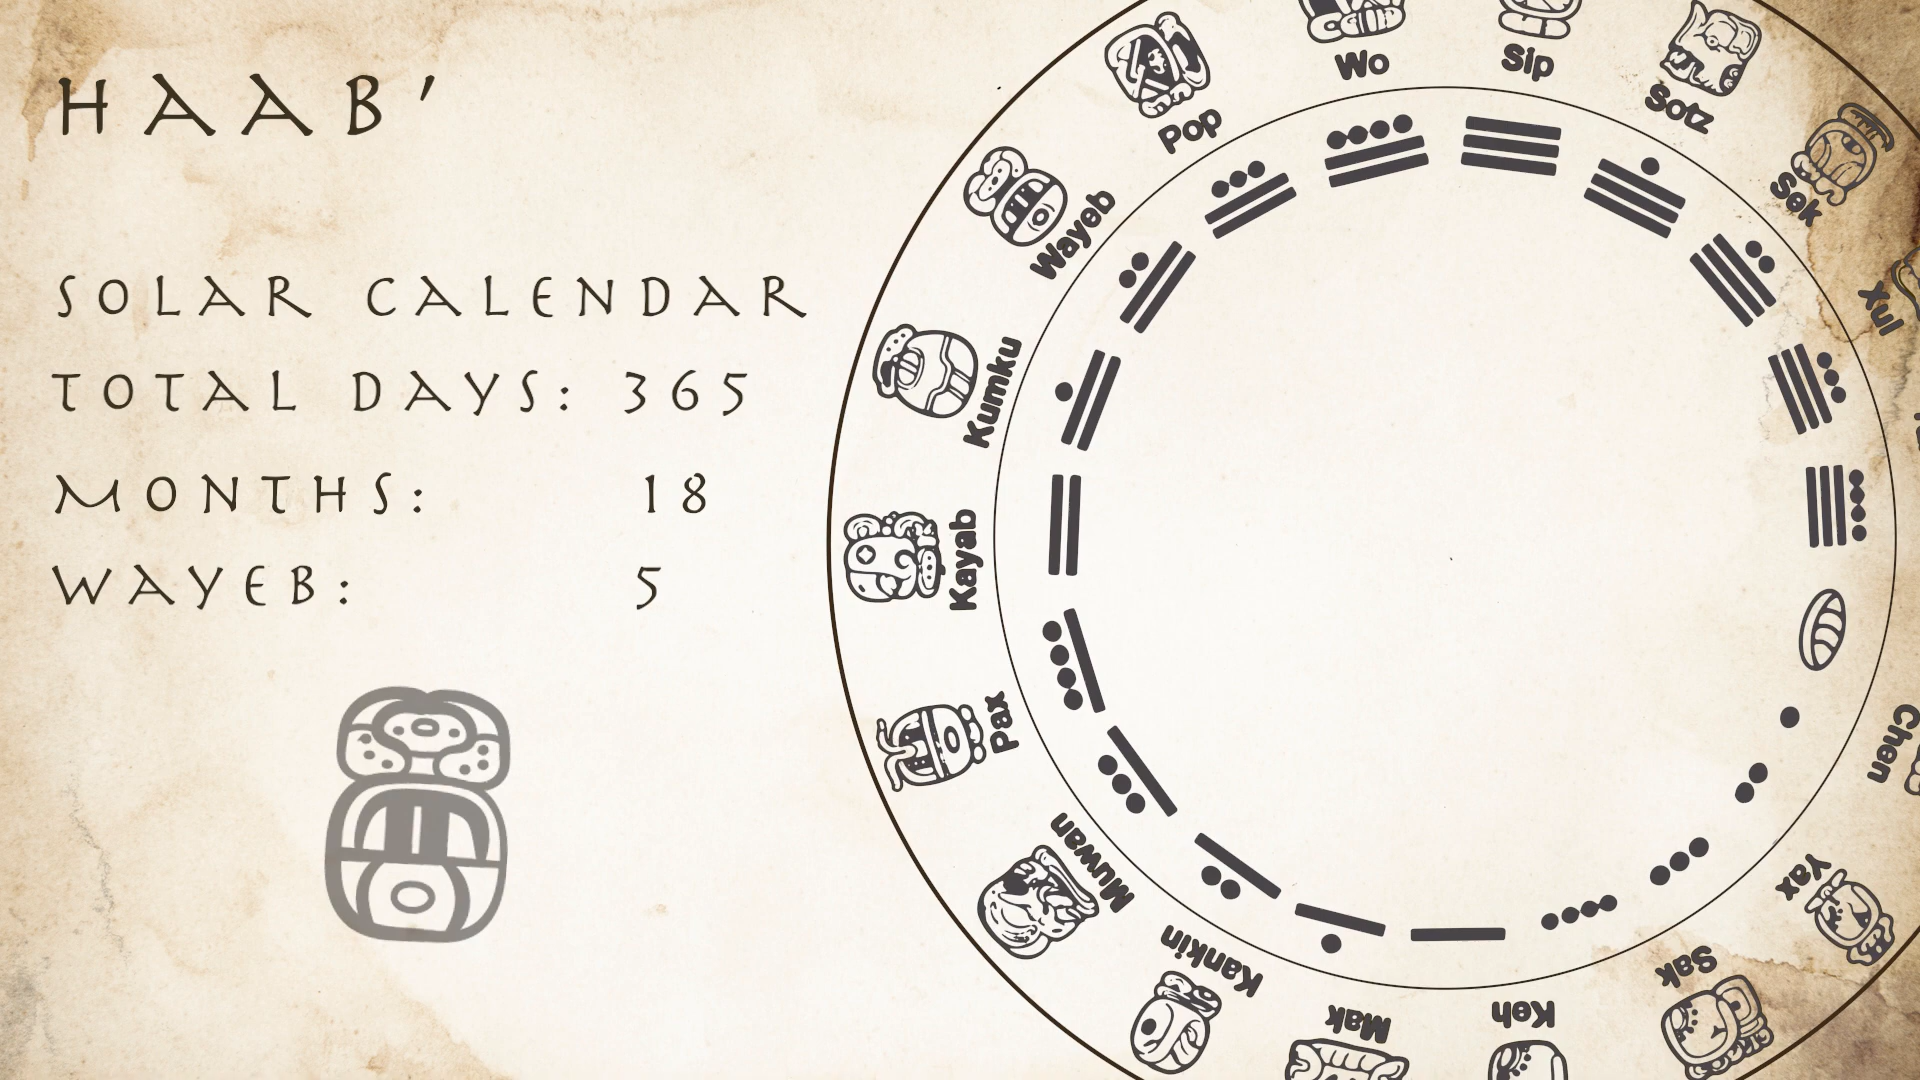 HAAB'
SOLAR CALENDAR
TOTAL DAYS: 365
MONTHS: 18
WAYEB: 5
Pop
Wo
Sip
Sotz
Sek
Xul
Chen
Yax
Sak
Keh
Mak
Kankin
Muwan
Pax
Kayab
Kumku
Wayeb